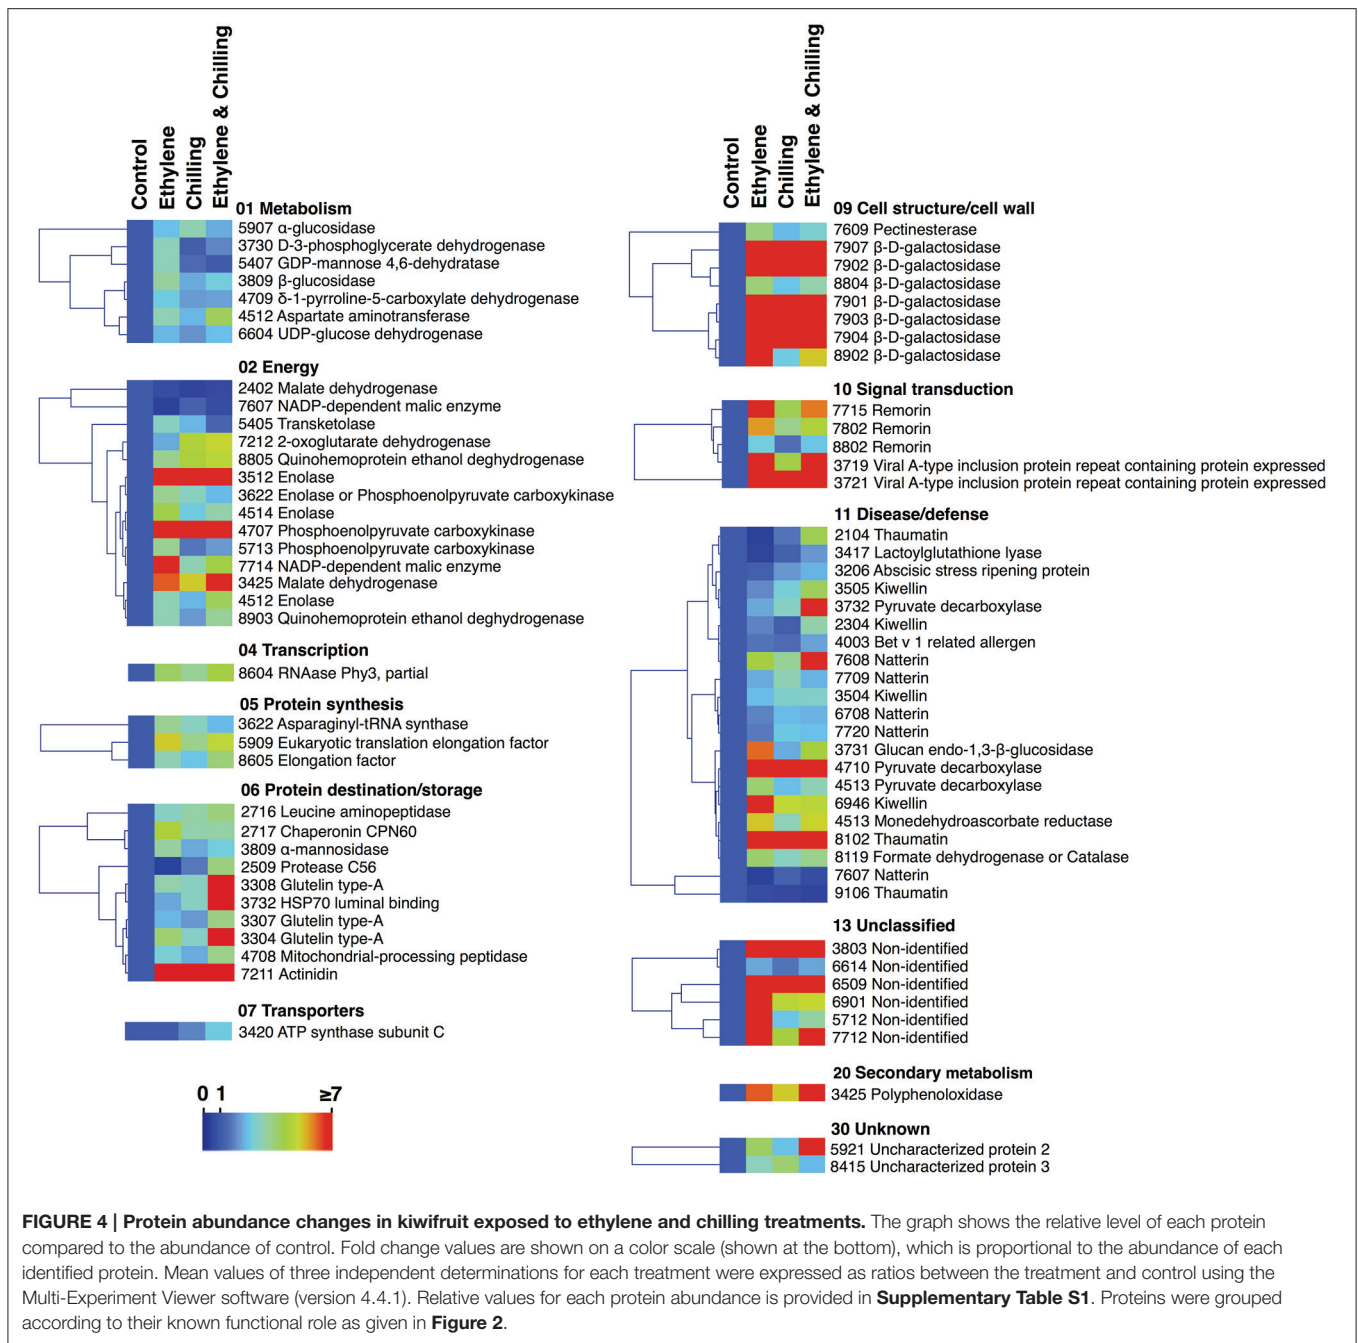 Control
Ethylene
Chilling
Ethylene & Chilling
01 Metabolism
5907 α-glucosidase
3730 D-3-phosphoglycerate dehydrogenase
5407 GDP-mannose 4,6-dehydratase
3809 β-glucosidase
4709 δ-1-pyrroline-5-carboxylate dehydrogenase
4512 Aspartate aminotransferase
6604 UDP-glucose dehydrogenase
02 Energy
2402 Malate dehydrogenase
7607 NADP-dependent malic enzyme
5405 Transketolase
7212 2-oxoglutarate dehydrogenase
8805 Quinohemoprotein ethanol deghydrogenase
3512 Enolase
3622 Enolase or Phosphoenolpyruvate carboxykinase
4514 Enolase
4707 Phosphoenolpyruvate carboxykinase
5713 Phosphoenolpyruvate carboxykinase
7714 NADP-dependent malic enzyme
3425 Malate dehydrogenase
4512 Enolase
8903 Quinohemoprotein ethanol deghdrogenase
04 Transcription
8604 RNAase Phy3, partial
05 Protein synthesis
3622 Asparaginyl-tRNA synthase
5909 Eukaryotic translation elongation factor
8605 Elongation factor
06 Protein destination/storage
2716 Leucine aminopeptidase
2717 Chaperonin CPN60
3809 α-mannosidase
2509 Protease C56
3308 Glutelin type-A
3732 HSP70 luminal binding
3307 Glutelin type-A
3304 Glutelin type-A
4708 Mitochondrial-processing peptidase
7211 Actinidin
07 Transporters
3420 ATP synthase subunit C
0 1 ≥7
Control
Ethylene
Chilling
Ethylene & Chilling
09 Cell structure/cell wall
7609 Pectinesterase
7907 β-D-galactosidase
7902 β-D-galactosidase
8804 β-D-galactosidase
7901 β-D-galactosidase
7903 β-D-galactosidase
7904 β-D-galactosidase
8902 β-D-galactosidase
10 Signal transduction
7715 Remorin
7802 Remorin
8802 Remorin
3719 Viral A-type inclusion protein repeat containing protein expressed
3721 Viral A-type inclusion protein repeat containing protein expressed
11 Disease/defense
2104 Thaumatin
3417 Lactoylglutathione lyase
3206 Abscisic stress ripening protein
3505 Kiwellin
3732 Pyruvate decarboxylase
2304 Kiwellin
4003 Bet v 1 related allergen
7608 Natterin
7709 Natterin
3504 Kiwellin
6708 Natterin
7720 Natterin
3731 Glucan endo-1,3-β-glucosidase
4710 Pyruvate decarboxylase
4513 Pyruvate decarboxylase
6946 Kiwellin
4513 Monedehydroascorbate reductase
8102 Thaumatin
8119 Formate dehydrogenase or Catalase
7607 Natterin
9106 Thaumatin
13 Unclassified
3803 Non-identified
6614 Non-identified
6509 Non-identified
6901 Non-identified
5712 Non-identified
7712 Non-identified
20 Secondary metabolism
3425 Polyphenoloxidase
30 Unknown
5921 Uncharacterized protein 2
8415 Uncharacterized protein 3
FIGURE 4 | Protein abundance changes in kiwifruit exposed to ethylene and chilling treatments. The graph shows the relative level of each protein
compared to the abundance of control. Fold change values are shown on a color scale (shown at the bottom), which is proportional to the abundance of each
identified protein. Mean values of three independent determinations for each treatment were expressed as ratios between the treatment and control using the
Multi-Experiment Viewer software (version 4.4.1). Relative values for each protein abundance is provided in Supplementary Table S1. Proteins were grouped
according to their known functional role as given in Figure 2.